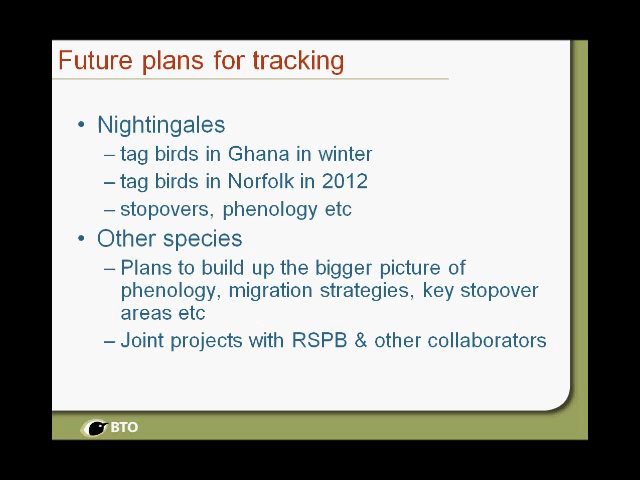 Future plans for tracking
• Nightingales
– tag birds in Ghana in winter
– tag birds in Norfolk in 2012
– stopovers, phenology etc
• Other species
– Plans to build up the bigger picture of
phenology, migration strategies, key stopover
areas etc
– Joint projects with RSPB & other collaborators
BTO